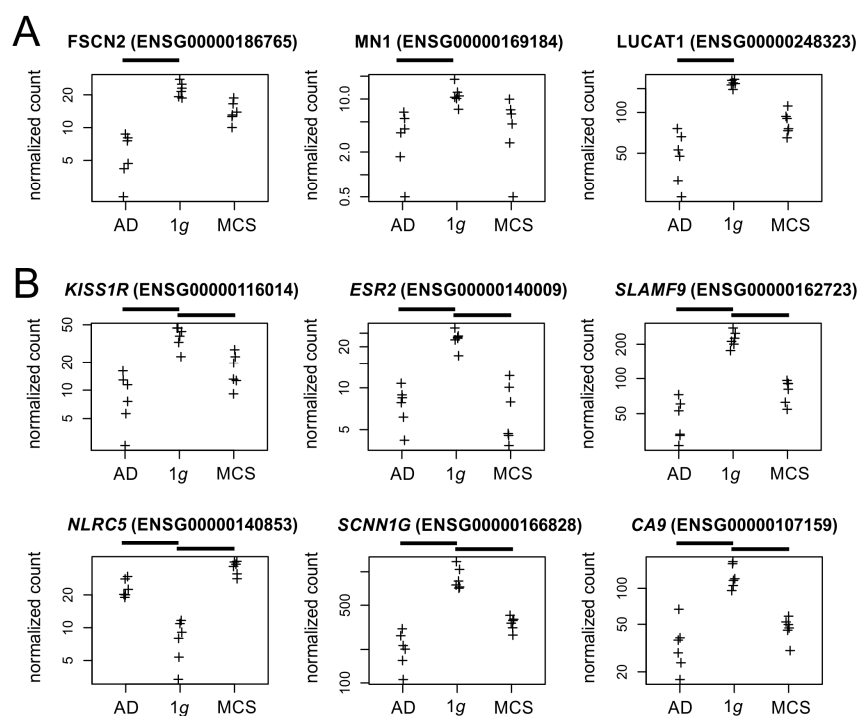 A
FSCN2 (ENSG00000186765) MN1 (ENSG00000169184) LUCAT1 (ENSG00000248323)
normalized count 5 10 20 AD 1g MCS
normalized count 0.5 2.0 10.0 AD 1g MCS
normalized count 50 100 AD 1g MCS
B
KISS1R (ENSG00000116014) ESR2 (ENSG00000140009) SLAMF9 (ENSG00000162723)
normalized count 5 10 20 50 AD 1g MCS
normalized count 5 10 20 AD 1g MCS
normalized count 50 100 200 AD 1g MCS
NLRC5 (ENSG00000140853) SCNN1G (ENSG00000166828) CA9 (ENSG00000107159)
normalized count 5 10 20 AD 1g MCS
normalized count 100 500 AD 1g MCS
normalized count 20 50 100 AD 1g MCS